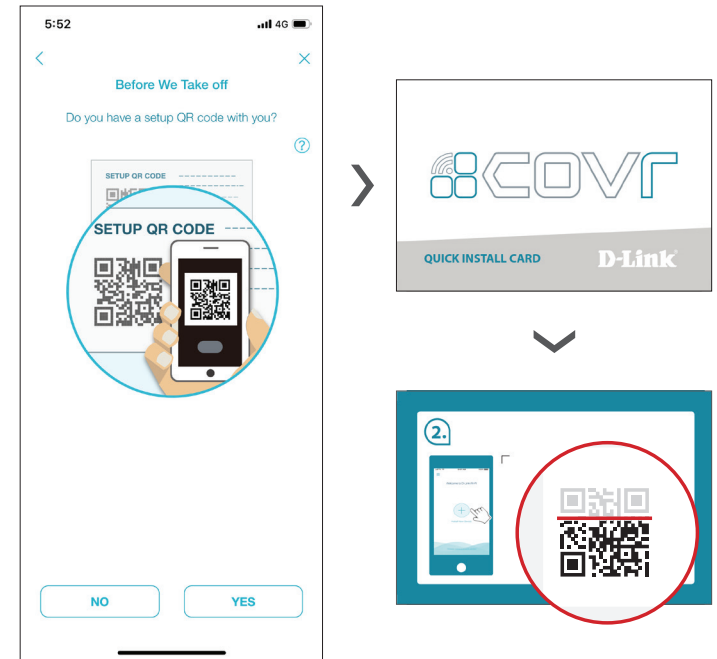 5:52
4G
Before We Take off
Do you have a setup QR code with you?
?
SETUP QR CODE
SETUP QR CODE
NO
YES
covr
QUICK INSTALL CARD
D-Link
2.